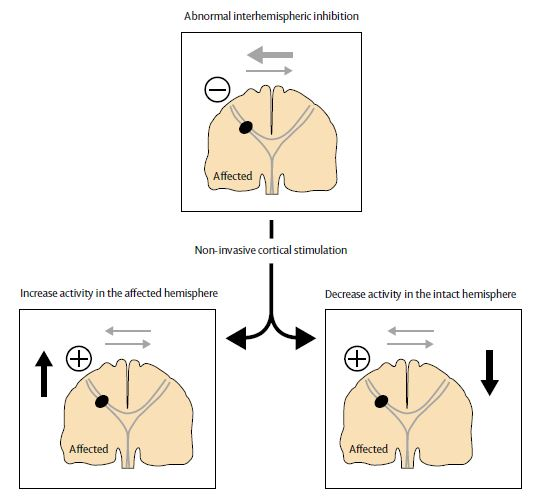 Abnormal interhemispheric inhibition
Affected
Non-invasive cortical stimulation
Increase activity in the affected hemisphere
Decrease activity in the intact hemisphere
Affected
Affected